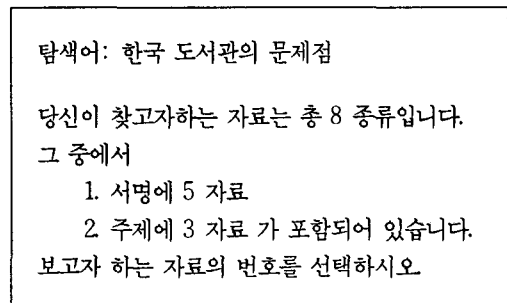 탐색어: 한국 도서관의 문제점
당신이 찾고자하는 자료는 총 8 종류입니다.
그 중에서
1. 서명에 5 자료
2. 주제에 3 자료 가 포함되어 있습니다.
보고자 하는 자료의 번호를 선택하시오.